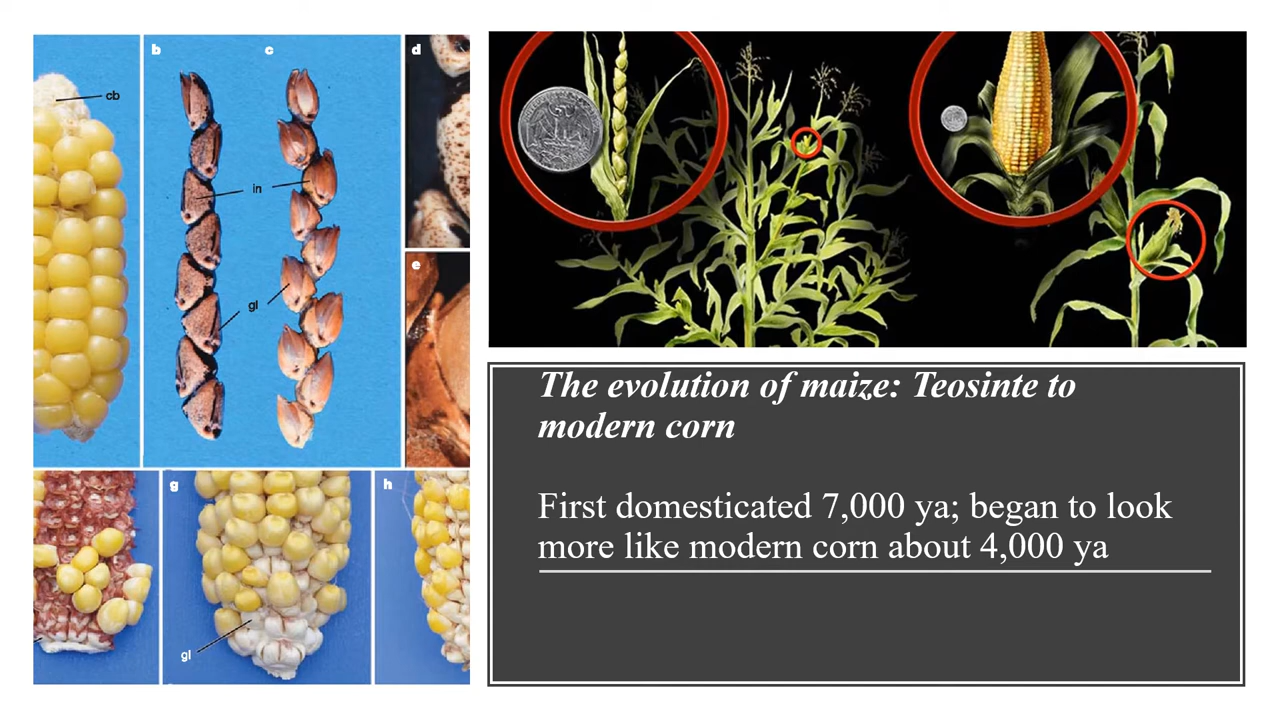 b
c
d
cb
in
gl
e
g
h
gl
The evolution of maize: Teosinte to
modern corn
First domesticated 7,000 ya; began to look
more like modern corn about 4,000 ya